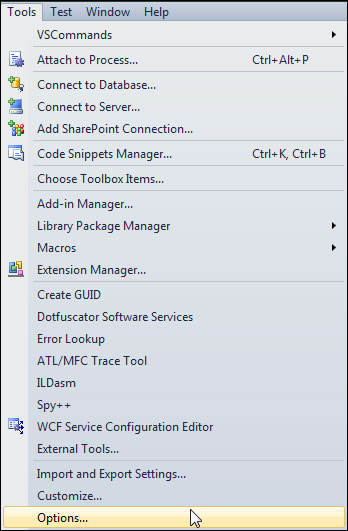 Tools Test Window Help
VSCommands
Attach to Process... Ctrl+Alt+P
Connect to Database...
Connect to Server...
Add SharePoint Connection...
Code Snippets Manager... Ctrl+K, Ctrl+B
Choose Toolbox Items...
Add-in Manager...
Library Package Manager
Macros
Extension Manager...
Create GUID
Dotfuscator Software Services
Error Lookup
ATL/MFC Trace Tool
ILDasm
Spy++
WCF Service Configuration Editor
External Tools...
Import and Export Settings...
Customize...
Options...